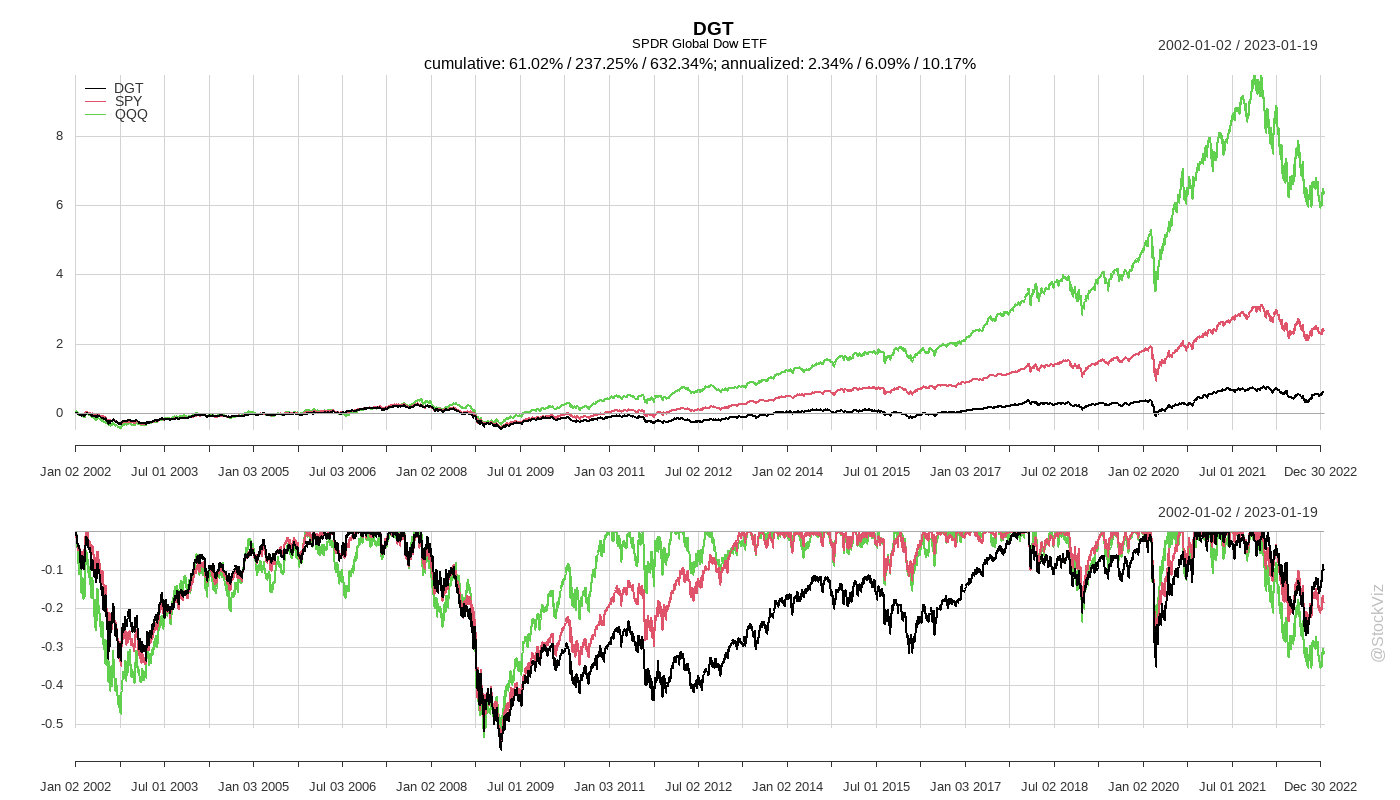 DGT
SPDR Global Dow ETF
2002-01-02 / 2023-01-19
cumulative: 61.02% / 237.25% / 632.34%; annualized: 2.34% / 6.09% / 10.17%
DGT
SPY
QQQ
8
6
4
2
0
Jan 02 2002 Jul 01 2003 Jan 03 2005 Jul 03 2006 Jan 02 2008 Jul 01 2009 Jan 03 2011 Jul 02 2012 Jan 02 2014 Jul 01 2015 Jan 03 2017 Jul 02 2018 Jan 02 2020 Jul 01 2021 Dec 30 2022
2002-01-02 / 2023-01-19
-0.1
-0.2
-0.3
-0.4
-0.5
Jan 02 2002 Jul 01 2003 Jan 03 2005 Jul 03 2006 Jan 02 2008 Jul 01 2009 Jan 03 2011 Jul 02 2012 Jan 02 2014 Jul 01 2015 Jan 03 2017 Jul 02 2018 Jan 02 2020 Jul 01 2021 Dec 30 2022
@StockViz